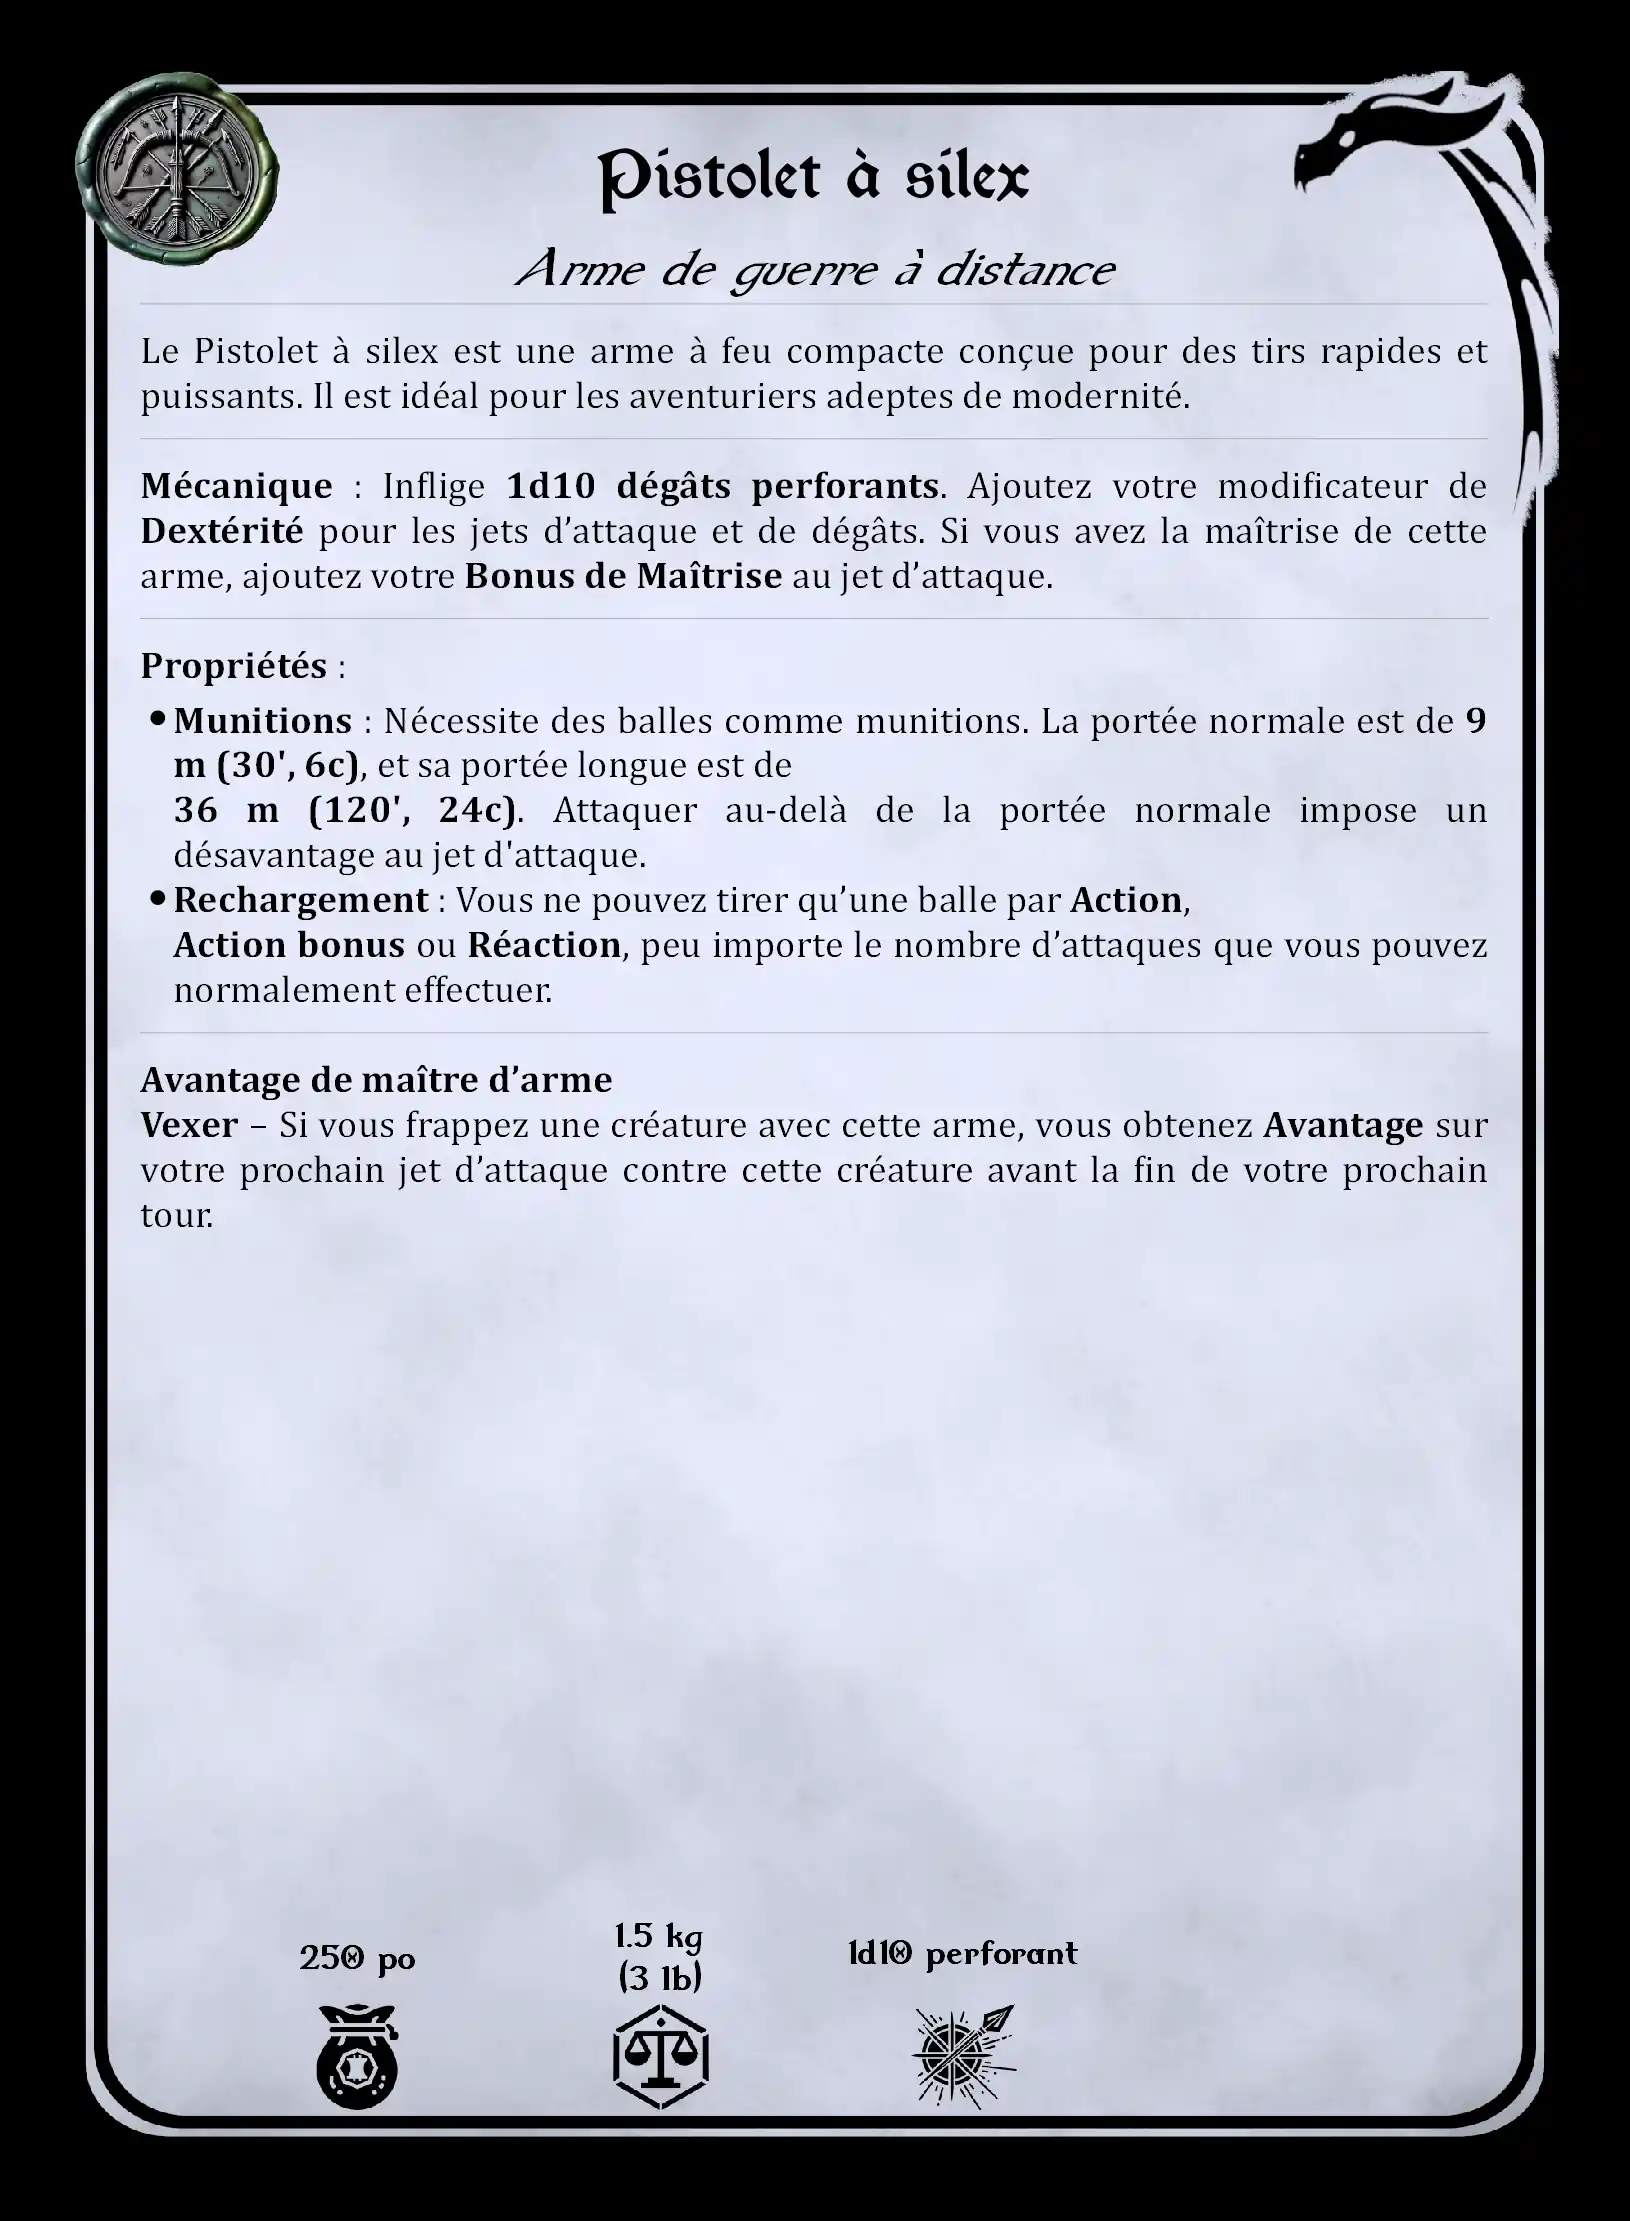 Pistolet à silex
Arme de guerre à distance
Le Pistolet à silex est une arme à feu compacte conçue pour des tirs rapides et
puissants. Il est idéal pour les aventuriers adeptes de modernité.
Mécanique : Inflige 1d10 dégâts perforants. Ajoutez votre modificateur de
Dextérité pour les jets d’attaque et de dégâts. Si vous avez la maîtrise de cette
arme, ajoutez votre Bonus de Maîtrise au jet d’attaque.
Propriétés :
• Munitions : Nécessite des balles comme munitions. La portée normale est de 9
m (30', 6c), et sa portée longue est de
36 m (120', 24c). Attaquer au-delà de la portée normale impose un
désavantage au jet d'attaque.
• Rechargement : Vous ne pouvez tirer qu’une balle par Action,
Action bonus ou Réaction, peu importe le nombre d’attaques que vous pouvez
normalement effectuer.
Avantage de maître d’arme
Vexer – Si vous frappez une créature avec cette arme, vous obtenez Avantage sur
votre prochain jet d’attaque contre cette créature avant la fin de votre prochain
tour.
250 po
1.5 kg
(3 lb)
1d10 perforant